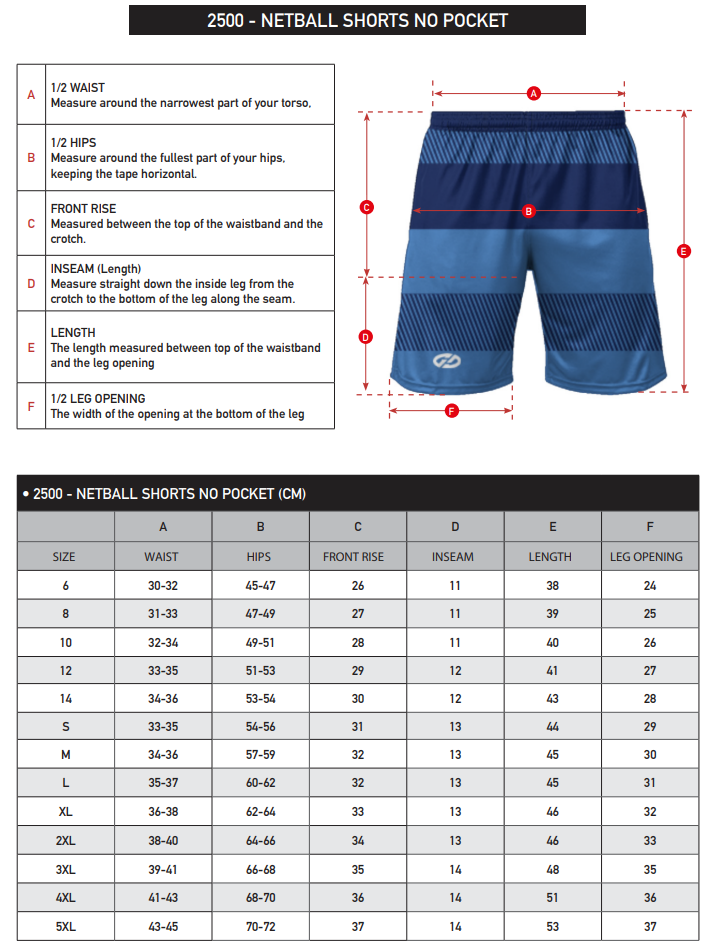 2500 - NETBALL SHORTS NO POCKET
A
1/2 WAIST
Measure around the narrowest part of your torso,
B
1/2 HIPS
Measure around the fullest part of your hips,
keeping the tape horizontal.
C
FRONT RISE
Measured between the top of the waistband and the
crotch.
D
INSEAM (Length)
Measure straight down the inside leg from the
crotch to the bottom of the leg along the seam.
E
LENGTH
The length measured between top of the waistband
and the leg opening
F
1/2 LEG OPENING
The width of the opening at the bottom of the leg
A
B
C
E
D
F
• 2500 - NETBALL SHORTS NO POCKET (CM)
A B C D E F
SIZE WAIST HIPS FRONT RISE INSEAM LENGTH LEG OPENING
6 30-32 45-47 26 11 38 24
8 31-33 47-49 27 11 39 25
10 32-34 49-51 28 11 40 26
12 33-35 51-53 29 12 41 27
14 34-36 53-54 30 12 43 28
S 33-35 54-56 31 13 44 29
M 34-36 57-59 32 13 45 30
L 35-37 60-62 32 13 45 31
XL 36-38 62-64 33 13 46 32
2XL 38-40 64-66 34 13 46 33
3XL 39-41 66-68 35 14 48 35
4XL 41-43 68-70 36 14 51 36
5XL 43-45 70-72 37 14 53 37